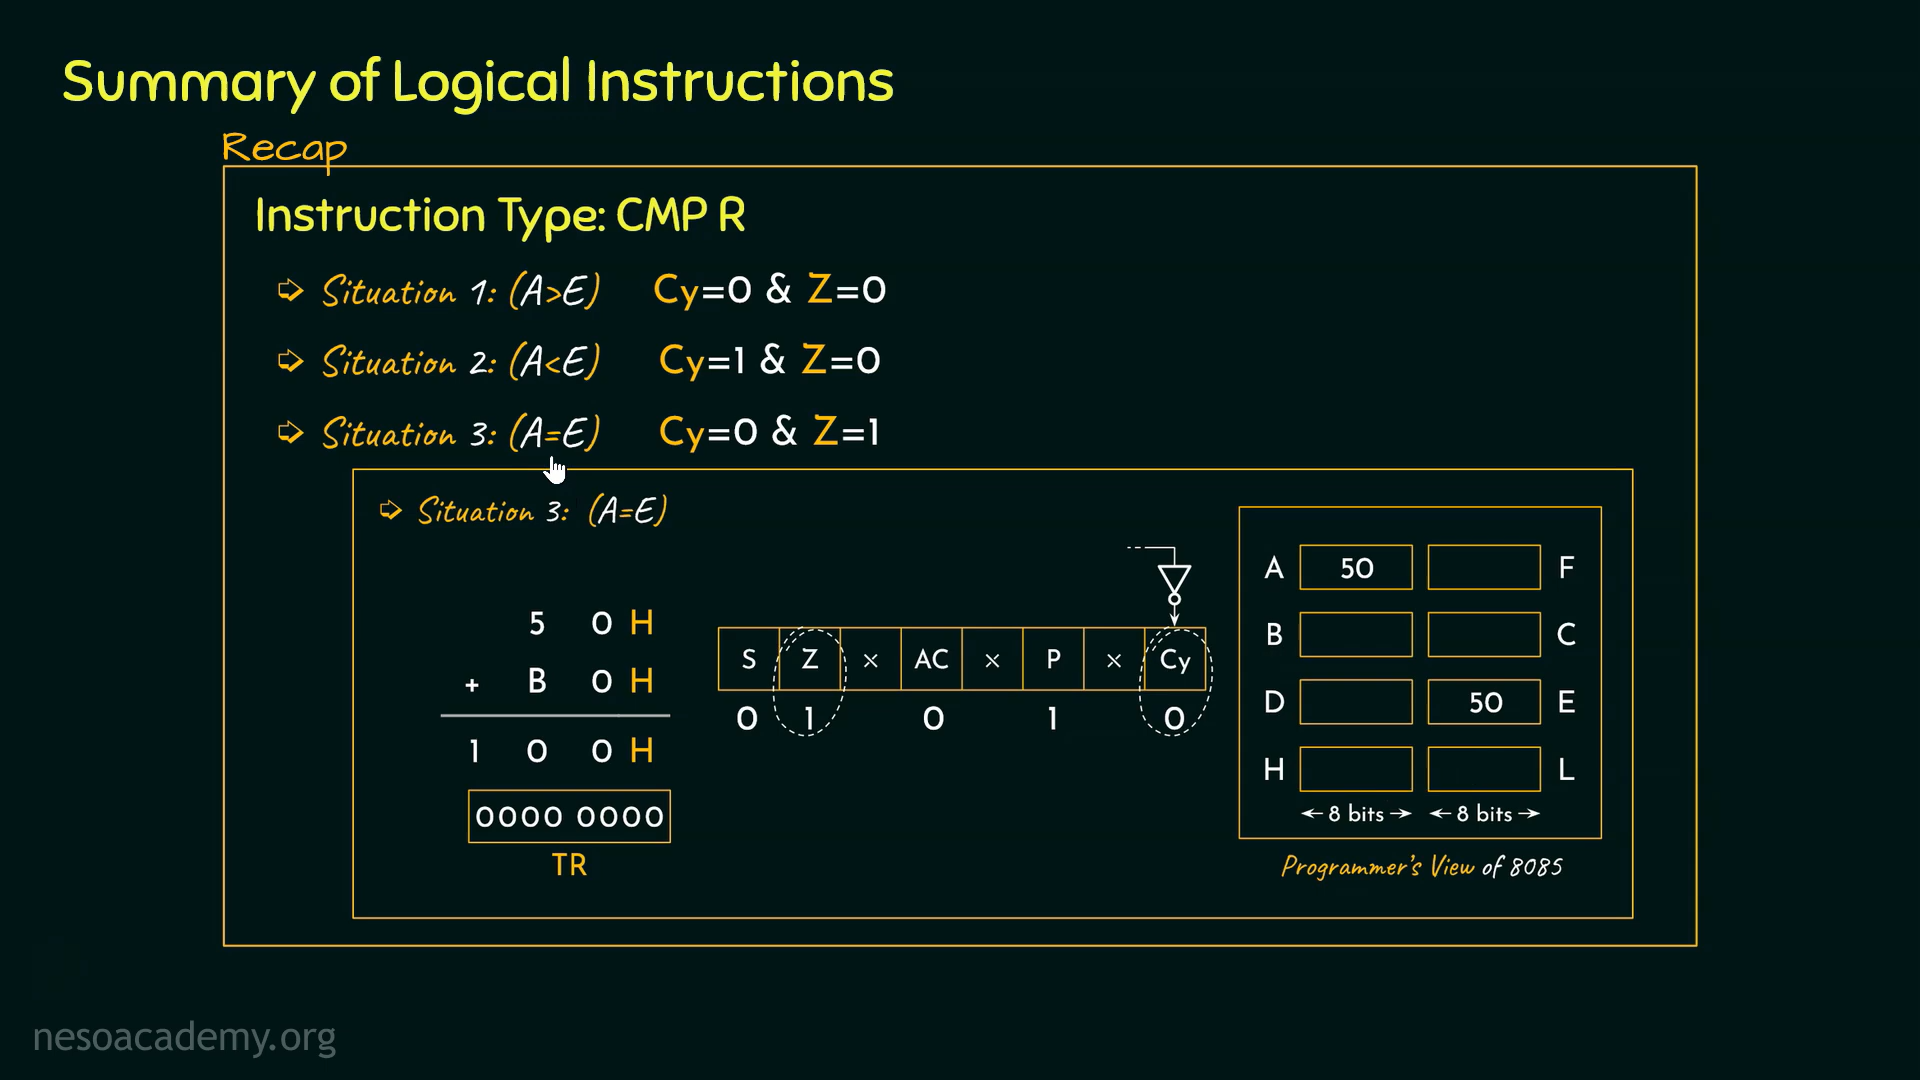 Summary of Logical Instructions
Recap
Instruction Type: CMP R
➩ Situation 1: (A>E) Cy=0 & Z=0
➩ Situation 2: (A<E) Cy=1 & Z=0
➩ Situation 3: (A=E) Cy=0 & Z=1
➩ Situation 3: (A=E)
5 0 H
+ B 0 H
1 0 0 H
0000 0000
TR
S Z × AC × P × Cy
0 1 0 1 0
A 50 F
B C
D 50 E
H L
←8 bits→ ←8 bits→
Programmer's View of 8085
nesoacademy.org